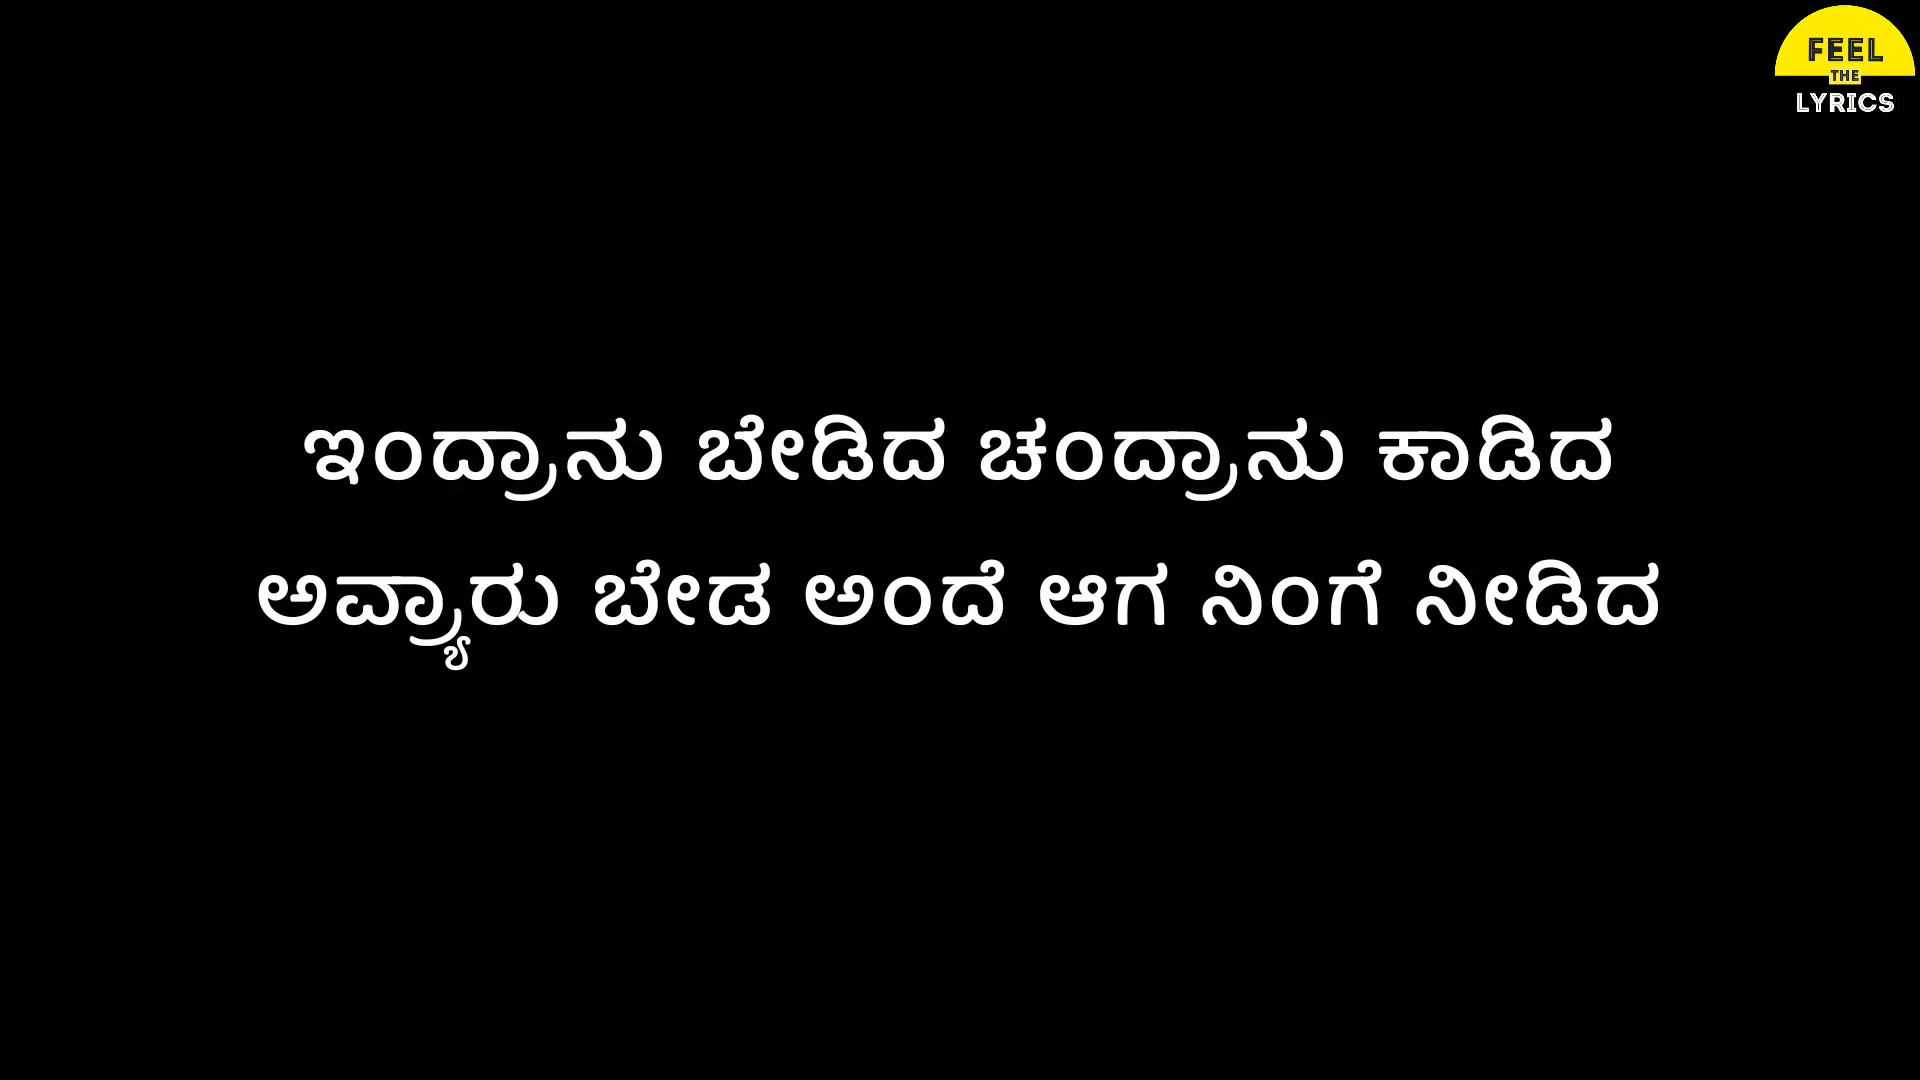 FEEL
THE
LYRICS
ಇಂದ್ರಾನು ಬೇಡಿದ ಚಂದ್ರಾನು ಕಾಡಿದ
ಅವ್ರ್ಯಾರು ಬೇಡ ಅಂದೆ ಆಗ ನಿಂಗೆ ನೀಡಿದ